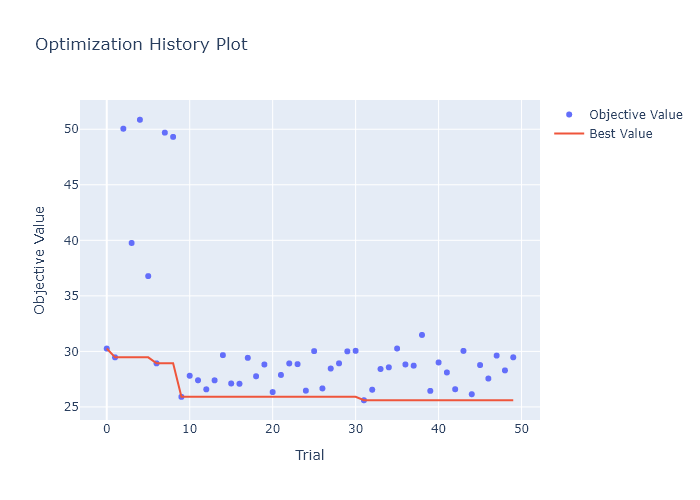 Optimization History Plot
Objective Value
Best Value
50
45
40
35
30
25
Objective Value
0 10 20 30 40 50
Trial